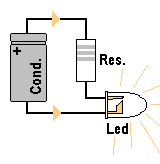 +
Cond.
Res.
Led